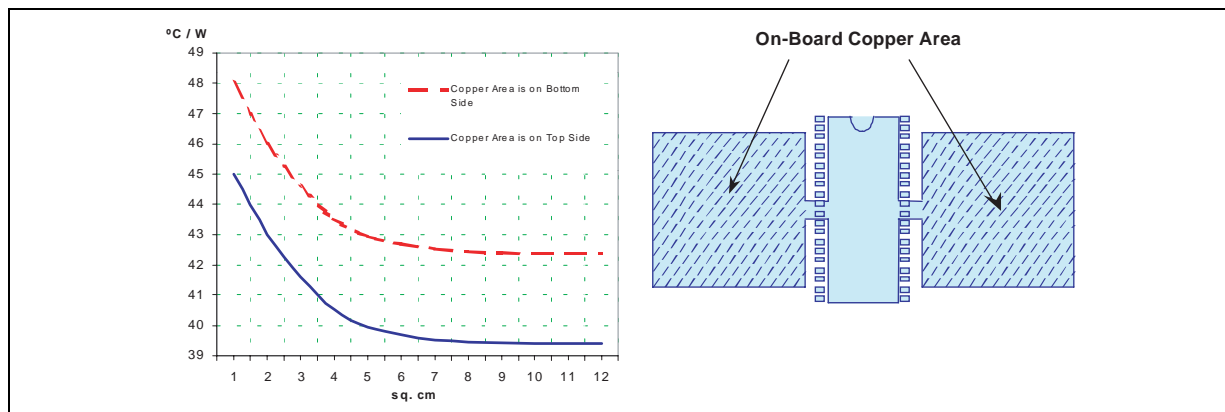 ºC / W
On-Board Copper Area
49
48
47
46
45
44
43
42
41
40
39
Copper Area is on Bottom
Side
Copper Area is on Top Side
1 2 3 4 5 6 7 8 9 10 11 12
sq. cm